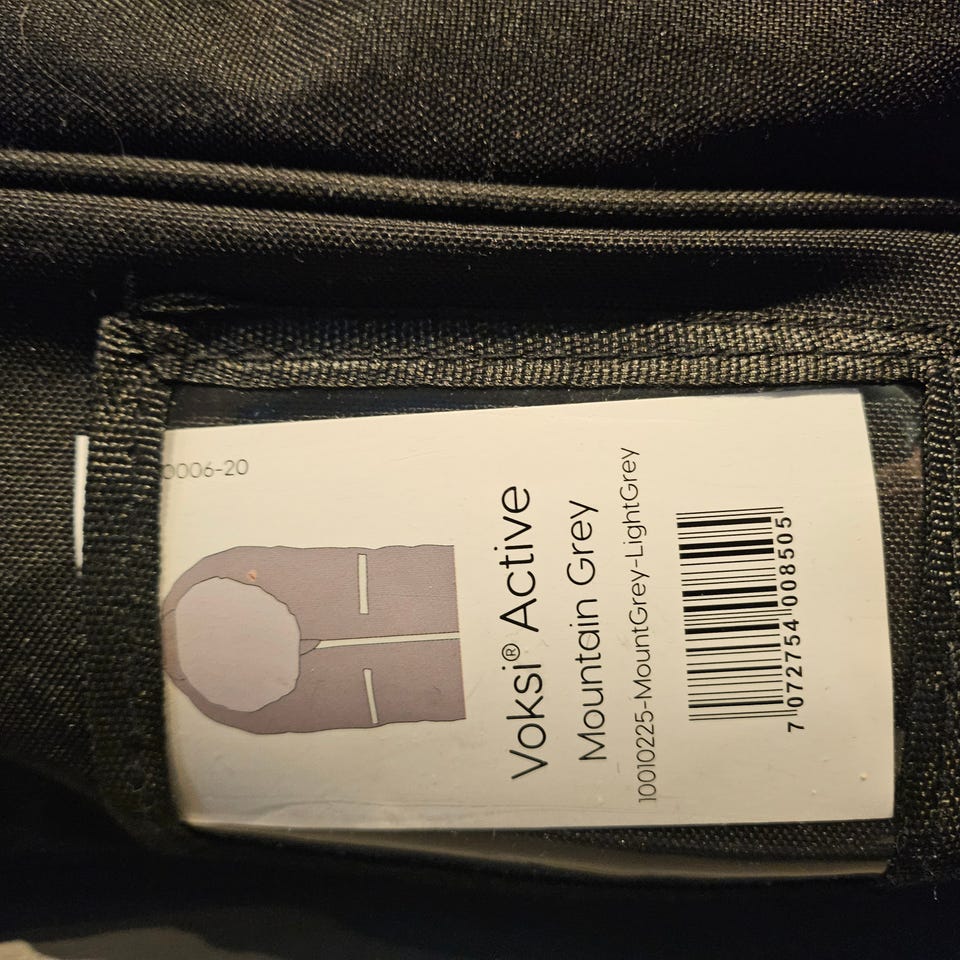 0006-20
Voksi® Active
Mountain Grey
10010225-MountGrey-LightGrey
7 072754 008505